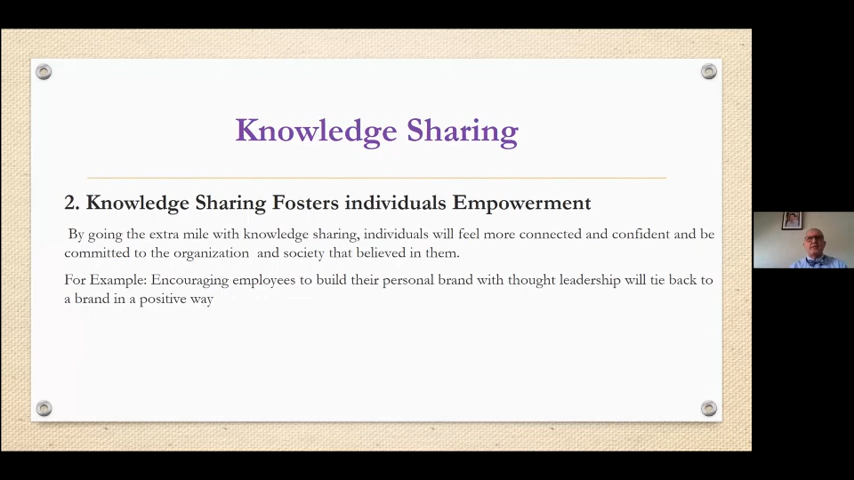 Knowledge Sharing
2. Knowledge Sharing Fosters individuals Empowerment
By going the extra mile with knowledge sharing, individuals will feel more connected and confident and be
committed to the organization and society that believed in them.
For Example: Encouraging employees to build their personal brand with thought leadership will tie back to
a brand in a positive way